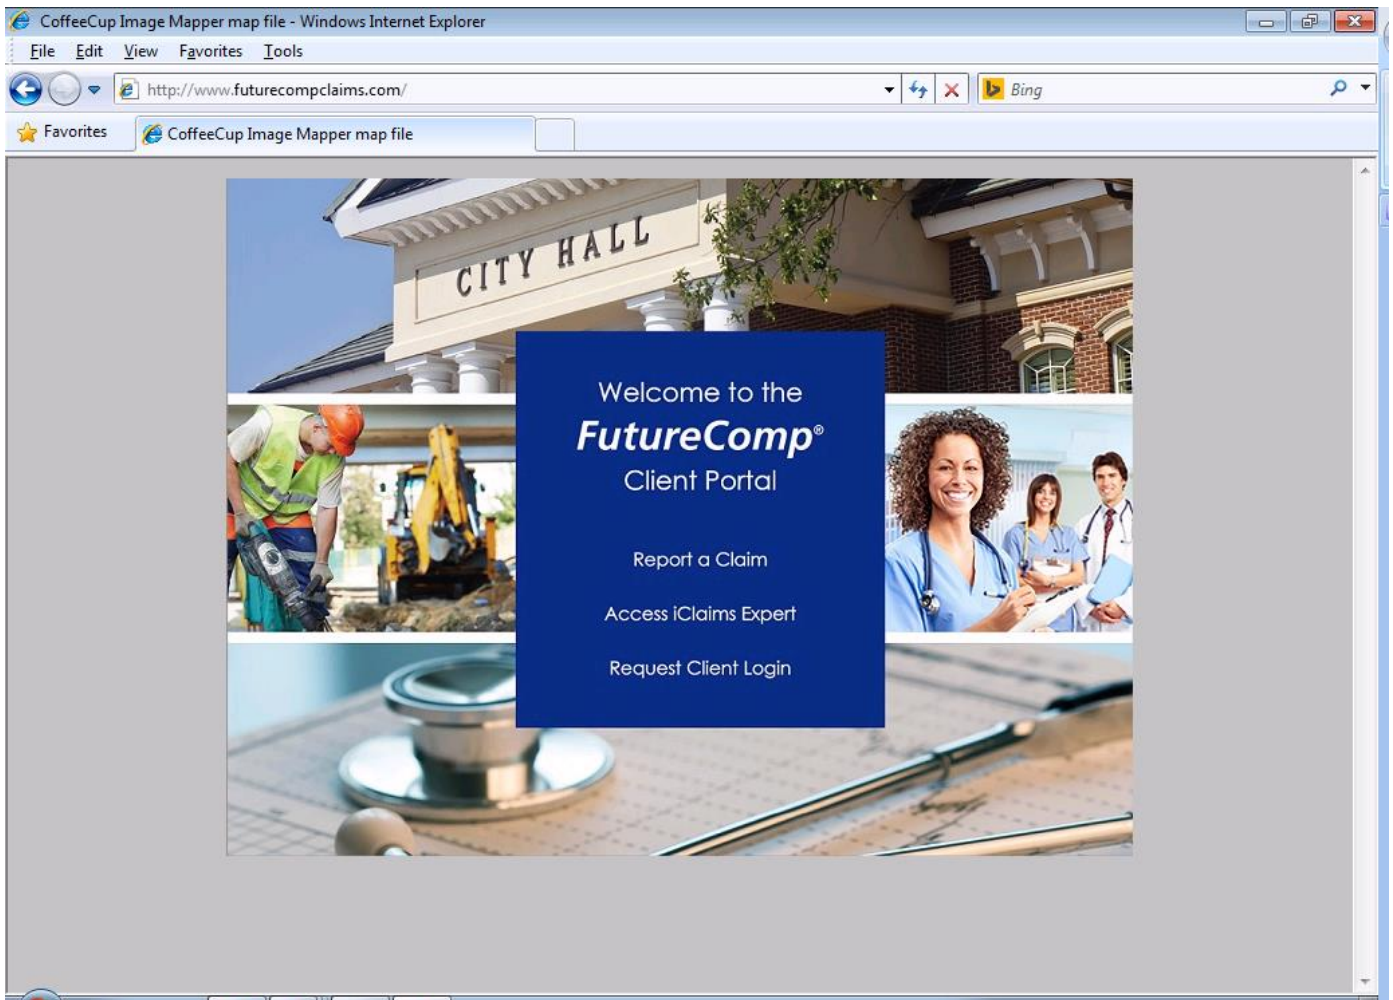 CoffeeCup Image Mapper map file - Windows Internet Explorer
File Edit View Favorites Tools
http://www.futurecompclaims.com/
Bing
Favorites
CoffeeCup Image Mapper map file
CITY HALL
Welcome to the
FutureComp®
Client Portal
Report a Claim
Access iClaims Expert
Request Client Login